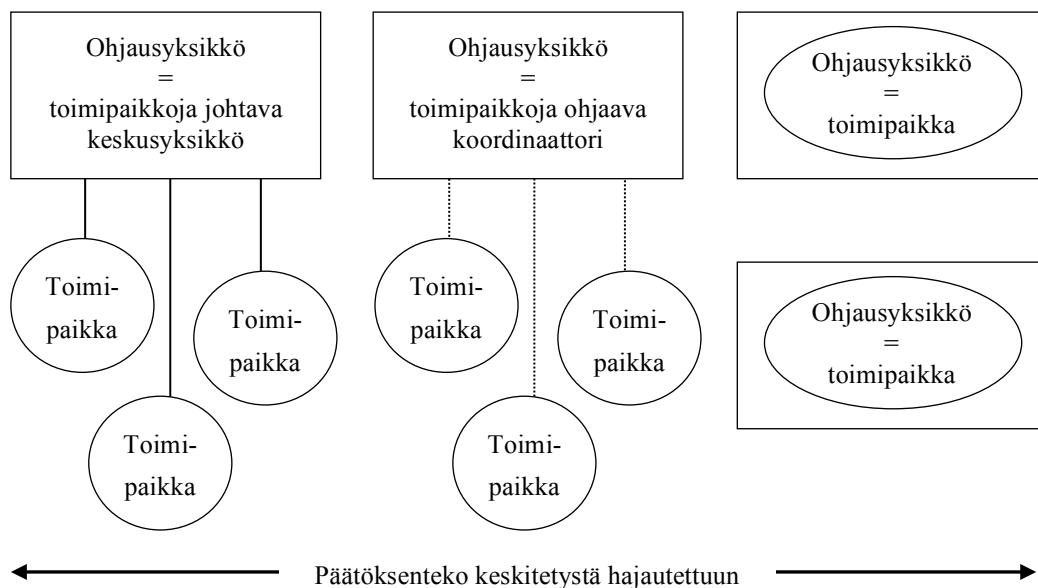 Ohjausyksikkö
=
toimipaikkoja johtava
keskusyksikkö
Toimi-
paikka
Toimi-
paikka
Toimi-
paikka
Ohjausyksikkö
=
toimipaikkoja ohjaava
koordinaattori
Toimi-
paikka
Toimi-
paikka
Toimi-
paikka
Ohjausyksikkö
=
toimipaikka
Ohjausyksikkö
=
toimipaikka
Päätöksenteko keskitetystä hajautettuun